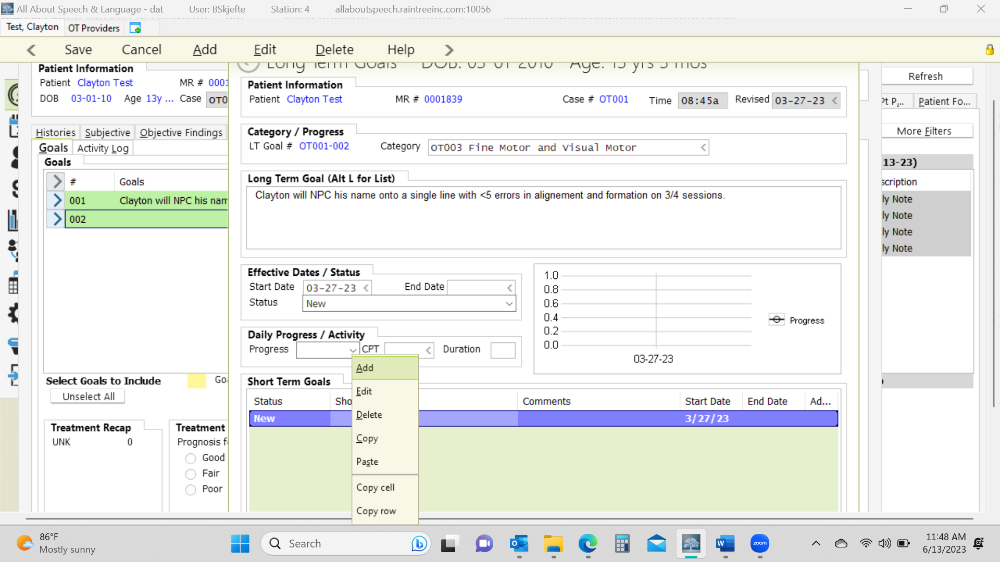 All About Speech & Language - dat User: BSkjefte Station: 4 allaboutspeech.raintreeinc.com:10056
Test, Clayton OT Providers
Save Cancel Add Edit Delete Help
Patient Information
Patient Clayton Test MR # 0001
DOB 03-01-10 Age 13y ... Case OT0
Histories Subjective Objective Findings
Goals Activity Log
Goals
# Goals
001 Clayton will NPC his nam
002
Select Goals to Include Goa
Unselect All
Treatment Recap
UNK 0
Treatment
Prognosis fo
Good
Fair
Poor
Long Term Goals DOB: 03-01-2010 Age: 13 yrs 3 mos
Patient Information
Patient Clayton Test MR # 0001839 Case # OT001 Time 08:45a Revised 03-27-23
Category / Progress
LT Goal # OT001-002 Category OT003 Fine Motor and Visual Motor
Long Term Goal (Alt L for List)
Clayton will NPC his name onto a single line with <5 errors in alignement and formation on 3/4 sessions.
Effective Dates / Status
Start Date 03-27-23 End Date
Status New
Daily Progress / Activity
Progress CPT Duration
1.0
0.8
0.6
0.4
0.2
0.0
03-27-23
Progress
Short Term Goals
Status Sho Comments Start Date End Date Ad...
New 3/27/23
Add
Edit
Delete
Copy
Paste
Copy cell
Copy row
Refresh
Pt P... Patient Fo...
More Filters
13-23)
scription
ly Note
ly Note
ly Note
ly Note
86°F
Mostly sunny
Search
zoom
11:48 AM
6/13/2023